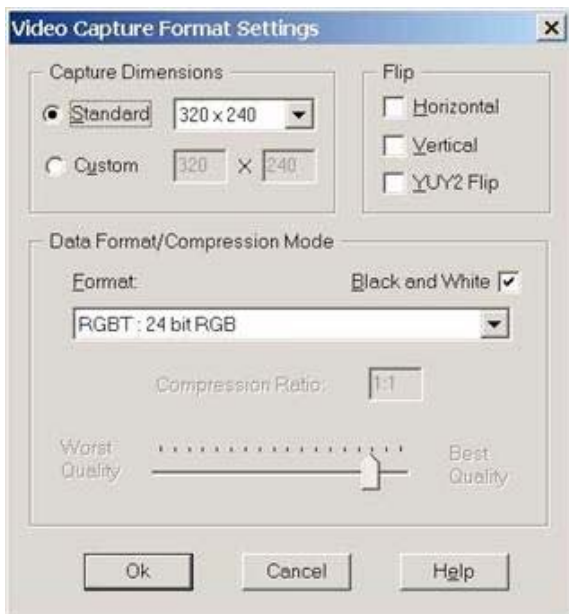 Video Capture Format Settings
Capture Dimensions
Standard 320 x 240
Custom 320 X 240
Flip
Horizontal
Vertical
YUY2 Flip
Data Format/Compression Mode
Format: Black and White
RGBT : 24 bit RGB
Compression Ratio: 1:1
Worst Quality
Best Quality
Ok Cancel Help